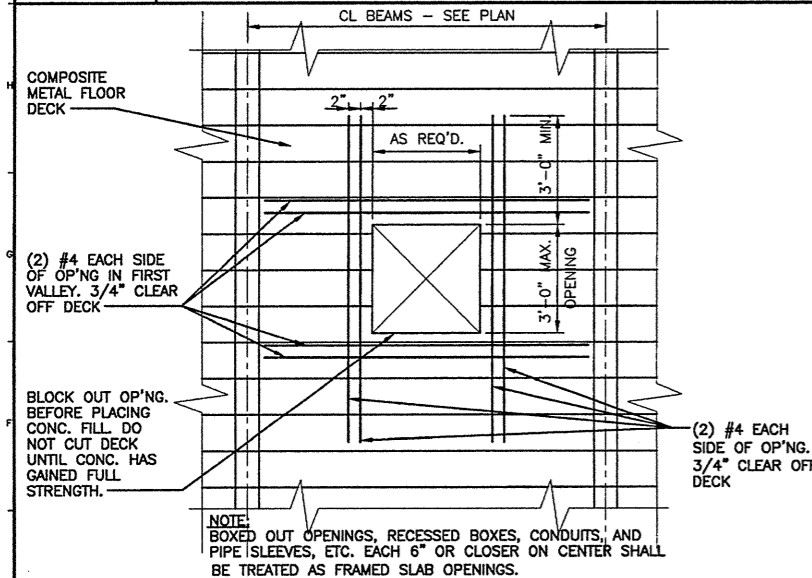 CL BEAMS – SEE PLAN
H
COMPOSITE
METAL FLOOR
DECK
2" 2"
AS REQ'D.
3'-0" MIN.
G
(2) #4 EACH SIDE
OF OP'NG IN FIRST
VALLEY. 3/4" CLEAR
OFF DECK
3'-0" MAX.
OPENING
BLOCK OUT OP'NG.
BEFORE PLACING
CONC. FILL. DO
NOT CUT DECK
UNTIL CONC. HAS
GAINED FULL
STRENGTH.
F
(2) #4 EACH
SIDE OF OP'NG.
3/4" CLEAR OFF
DECK
NOTE:
BOXED OUT OPENINGS, RECESSED BOXES, CONDUITS, AND
PIPE SLEEVES, ETC. EACH 6" OR CLOSER ON CENTER SHALL
BE TREATED AS FRAMED SLAB OPENINGS.